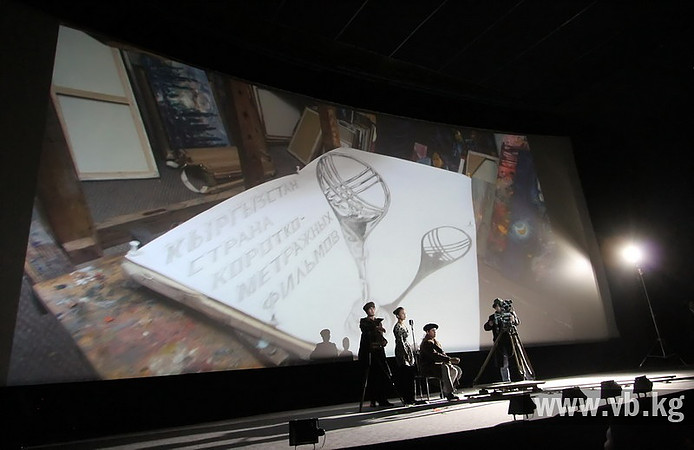 КЫРГЫЗСТАН
СТРАНА
КОРОТКО-
МЕТРАЖНЫХ
ФИЛЬМОВ
www.vb.kg